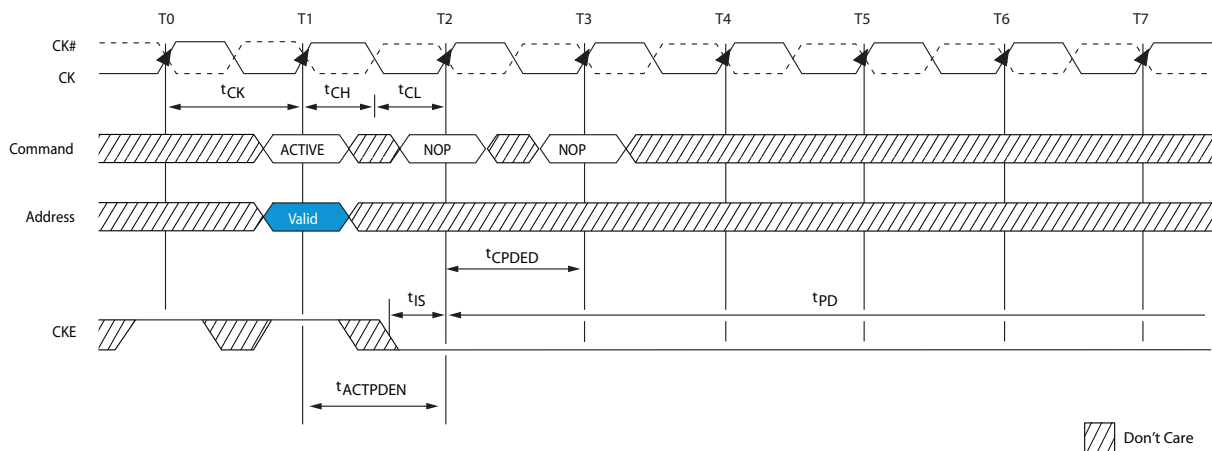 T0 T1 T2 T3 T4 T5 T6 T7
CK#
CK
tCK tCH tCL
Command ACTIVE NOP NOP
Address Valid
tCPDED
tIS tPD
CKE
tACTPDEN
Don't Care